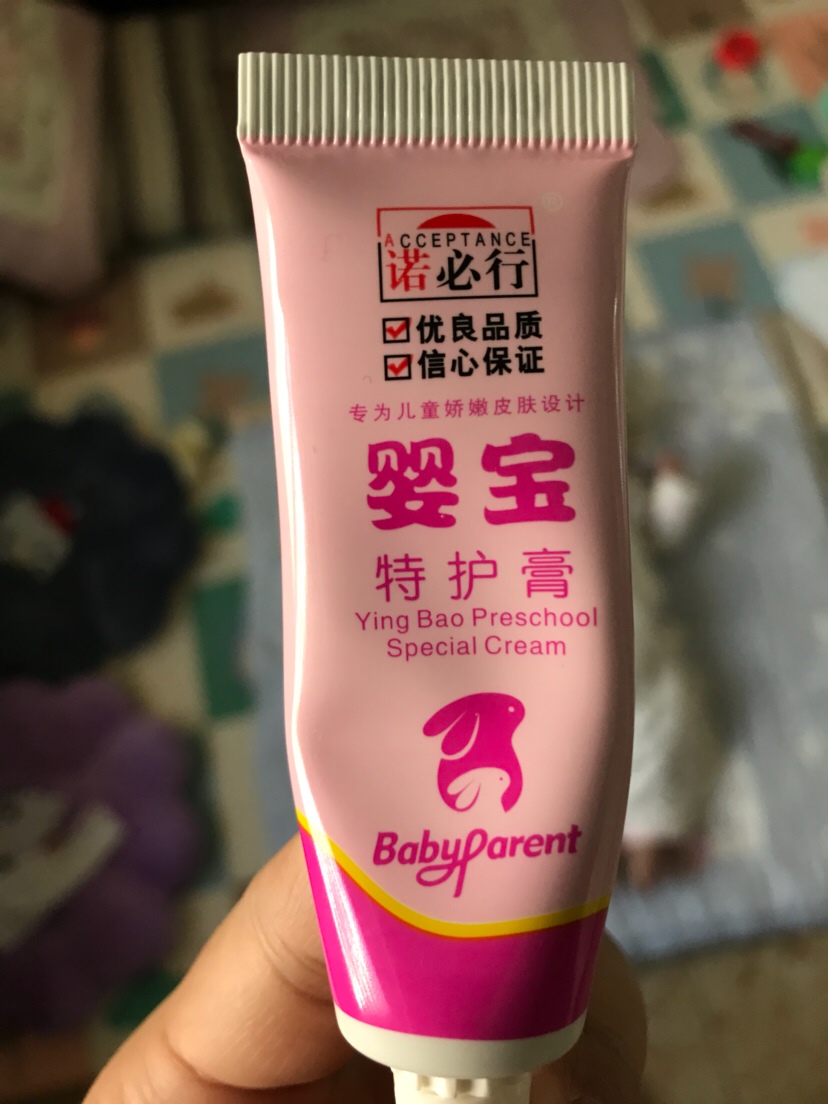 ®
ACCEPTANCE
诺必行
优良品质
信心保证
专为儿童娇嫩皮肤设计
婴宝
特护膏
Ying Bao Preschool
Special Cream
BabyParent